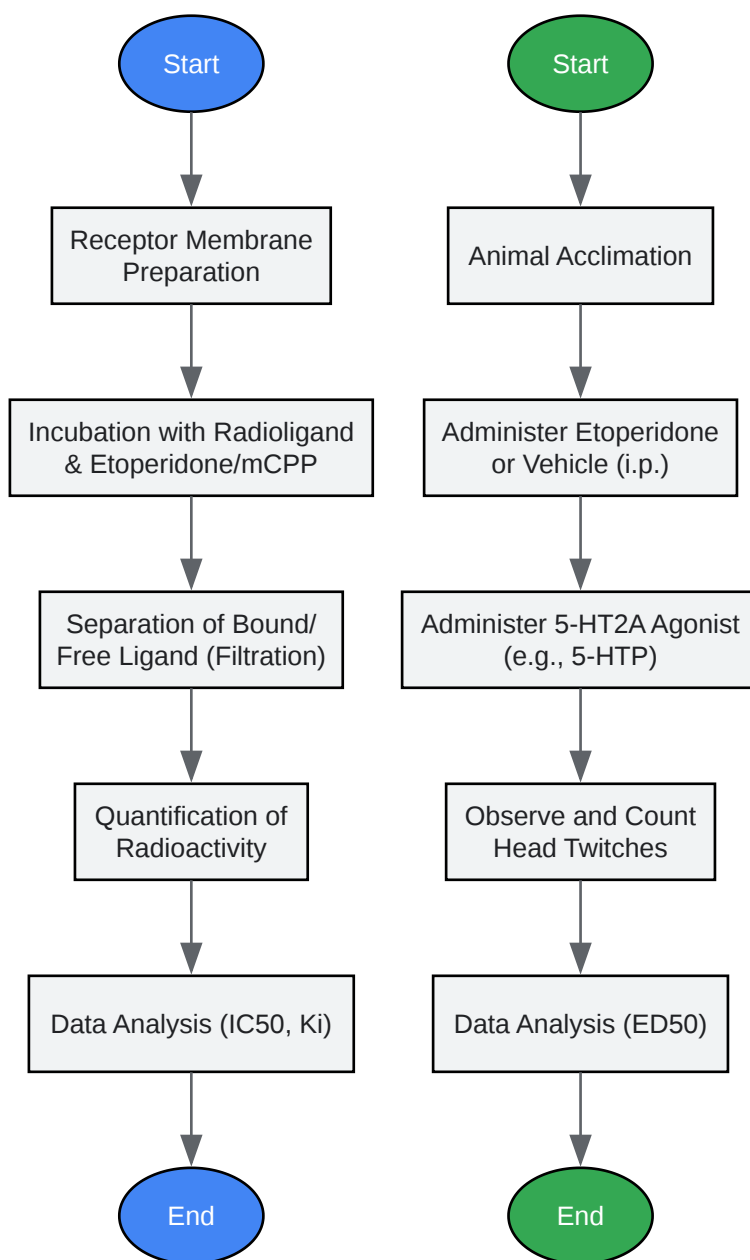 Start
Receptor Membrane
Preparation
Incubation with Radioligand
& Etoperidone/mCPP
Separation of Bound/
Free Ligand (Filtration)
Quantification of
Radioactivity
Data Analysis (IC50, Ki)
End
Start
Animal Acclimation
Administer Etoperidone
or Vehicle (i.p.)
Administer 5-HT2A Agonist
(e.g., 5-HTP)
Observe and Count
Head Twitches
Data Analysis (ED50)
End